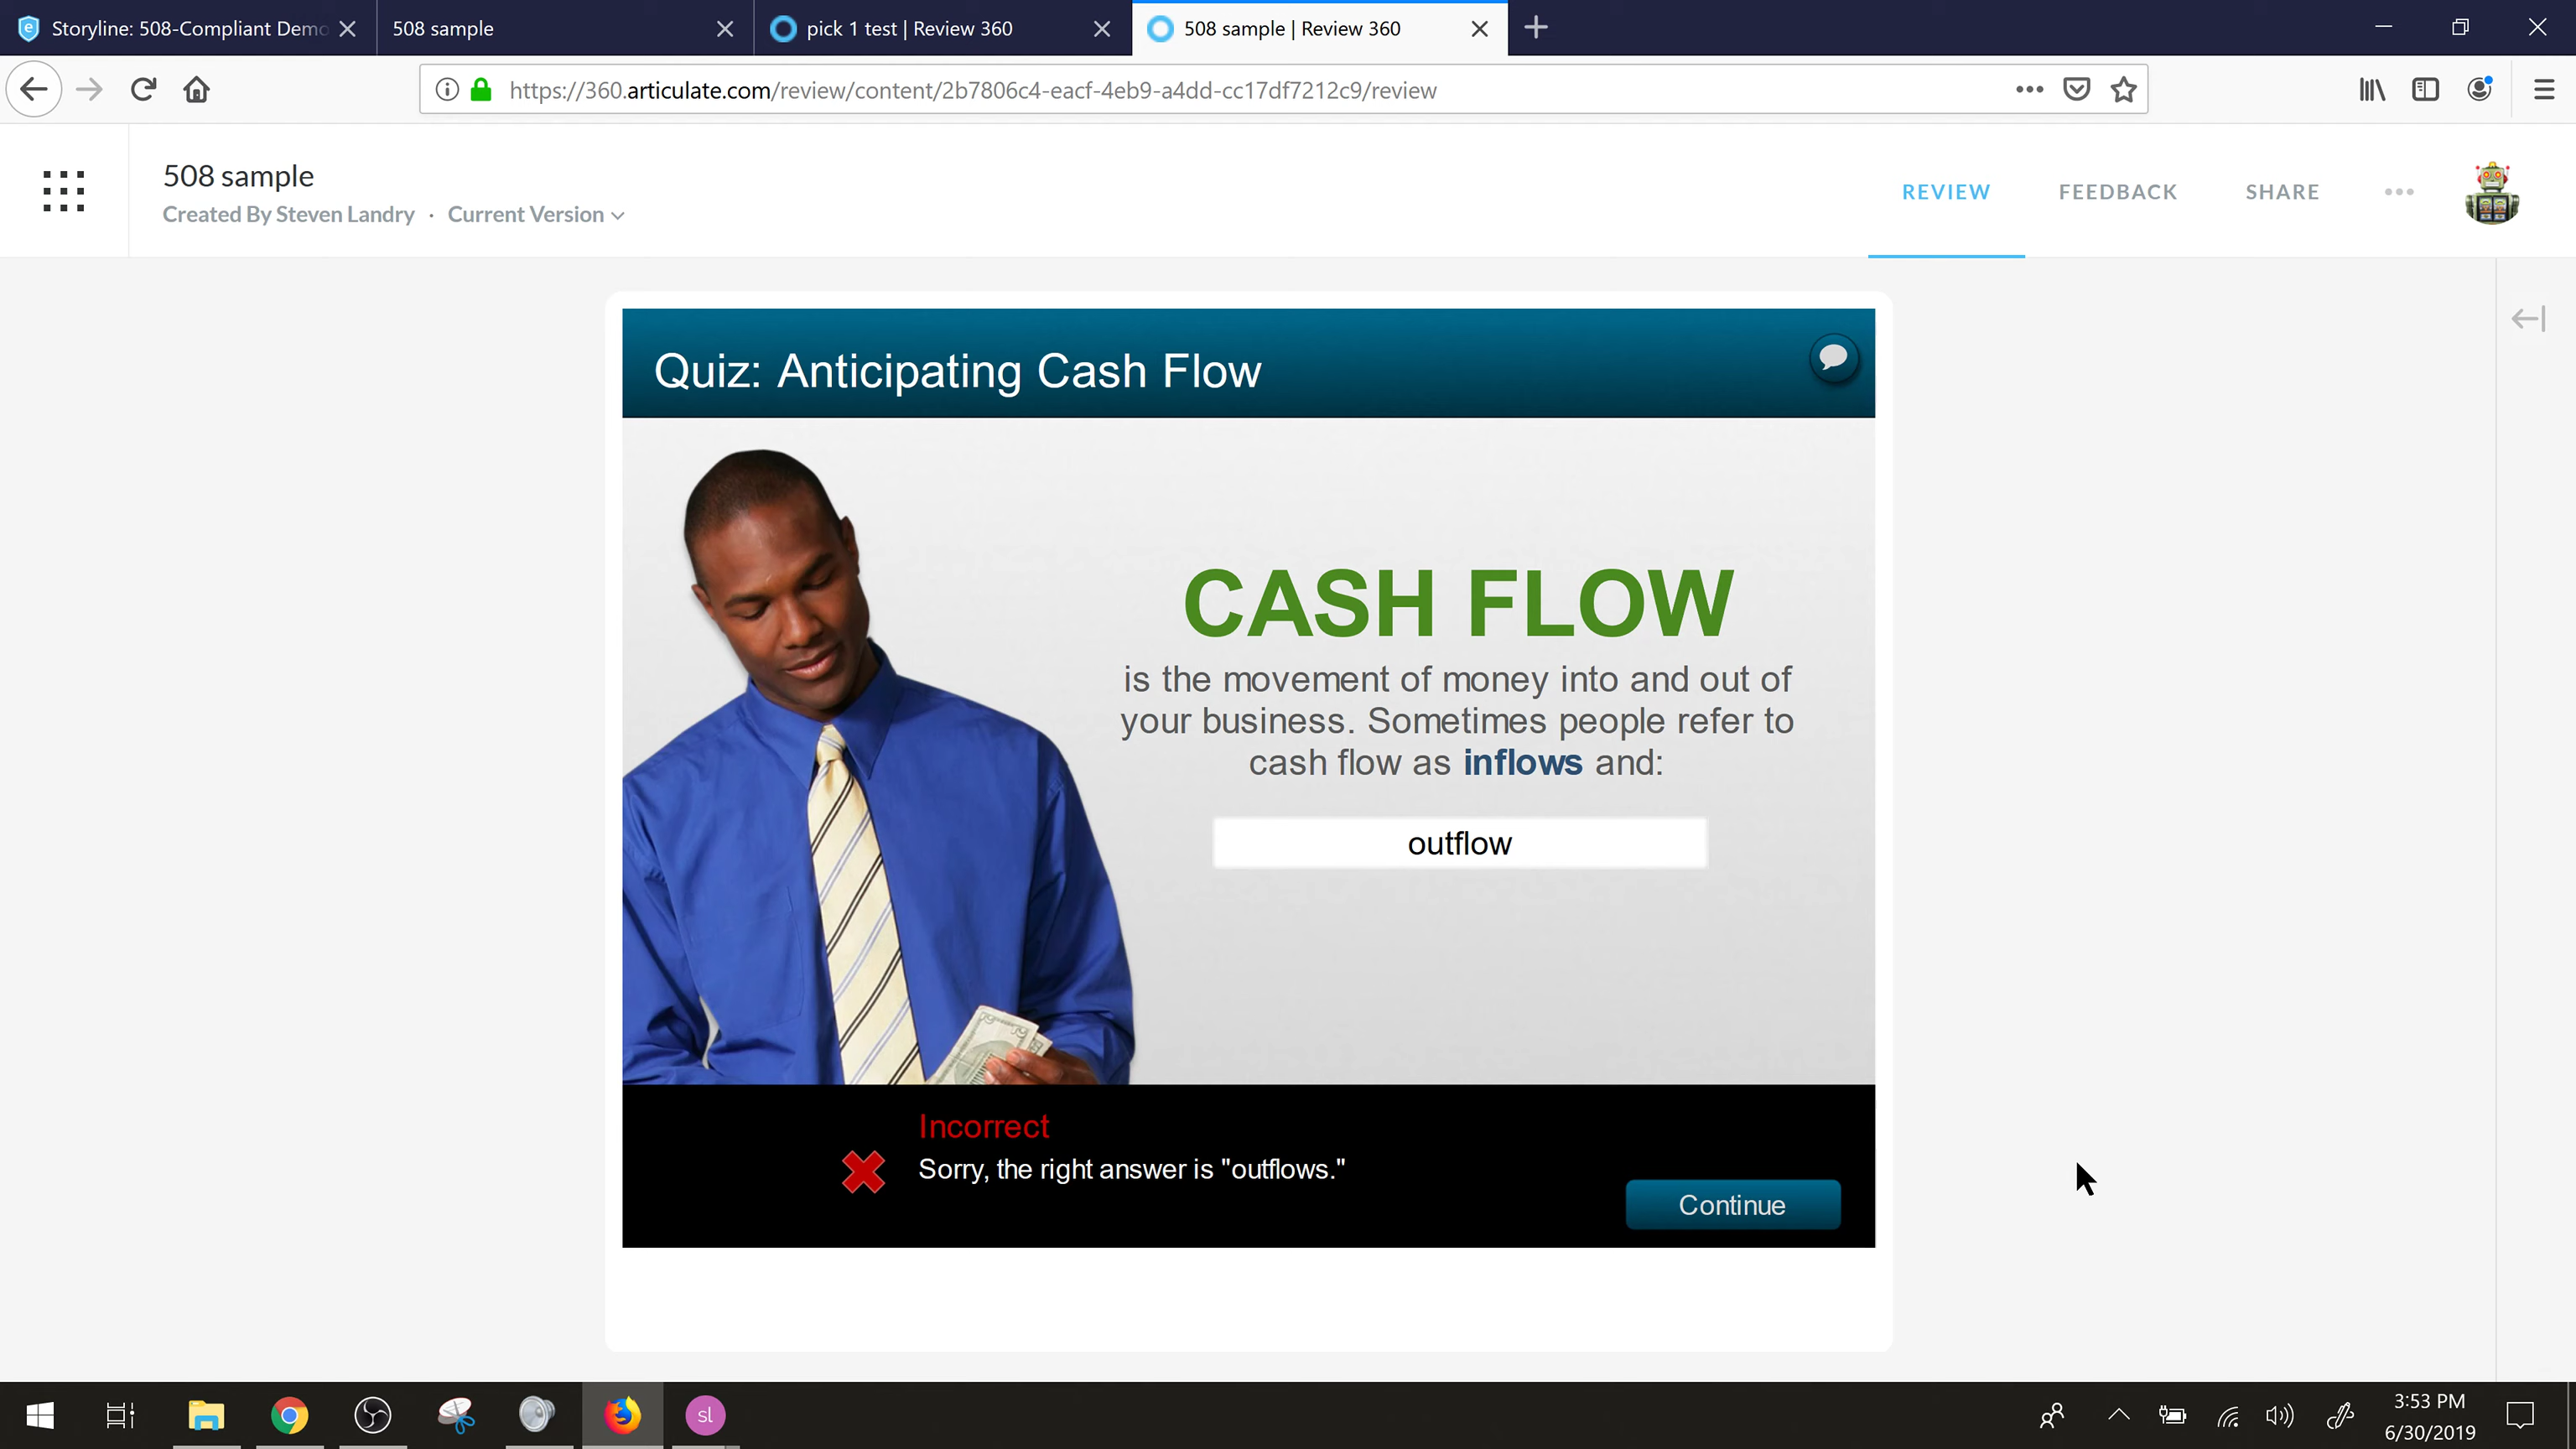 Storyline: 508-Compliant Demo
508 sample
pick 1 test | Review 360
508 sample | Review 360
https://360.articulate.com/review/content/2b7806c4-eacf-4eb9-a4dd-cc17df7212c9/review
508 sample
Created By Steven Landry · Current Version
REVIEW
FEEDBACK
SHARE
Quiz: Anticipating Cash Flow
CASH FLOW
is the movement of money into and out of
your business. Sometimes people refer to
cash flow as inflows and:
outflow
Incorrect
Sorry, the right answer is "outflows."
Continue
sl
3:53 PM
6/30/2019